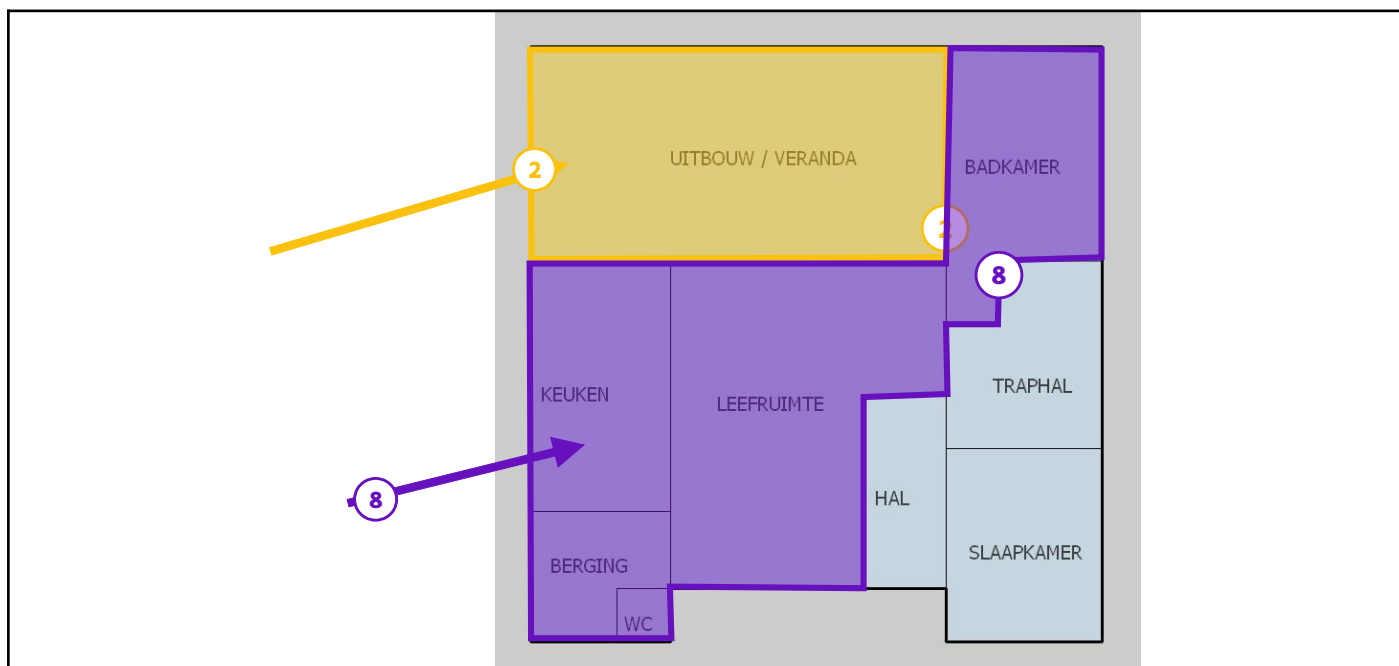 UITBOUW / VERANDA
2
BADKAMER
2
8
KEUKEN
LEEFRUIMTE
TRAPHAL
8
HAL
BERGING
SLAAPKAMER
WC